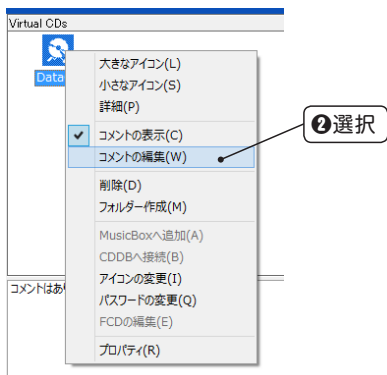 Virtual CDs
Data
大きなアイコン(L)
小さなアイコン(S)
詳細(P)
コメントの表示(C)
コメントの編集(W)
❷選択
削除(D)
フォルダー作成(M)
MusicBoxへ追加(A)
CDDBへ接続(B)
アイコンの変更(I)
パスワードの変更(Q)
FCDの編集(E)
プロパティ(R)
コメントはあ